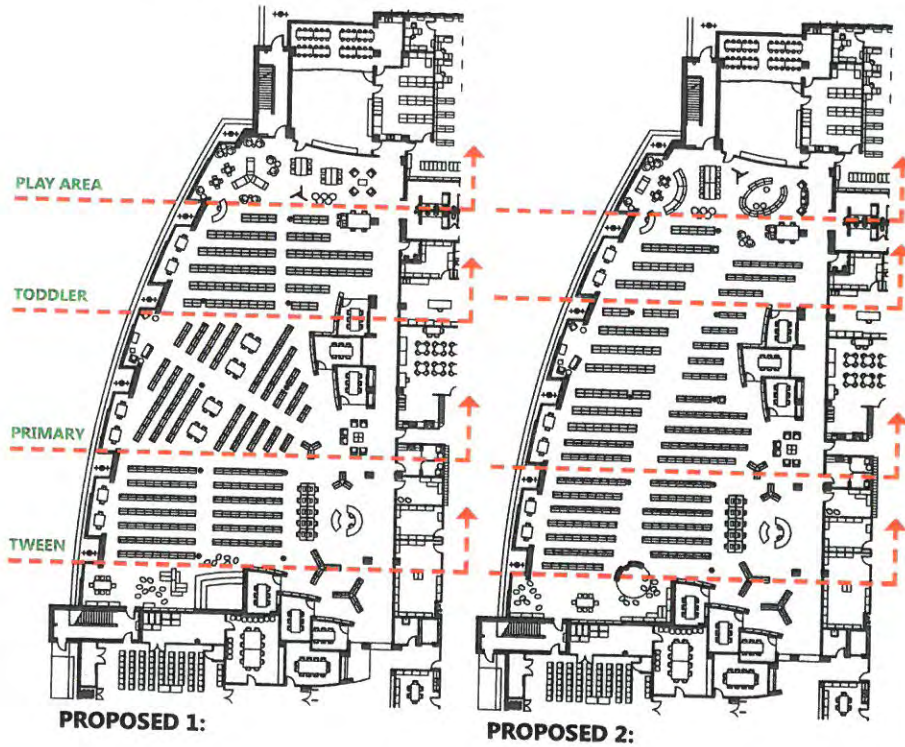 PLAY AREA
TODDLER
PRIMARY
TWEEN
PROPOSED 1:
PROPOSED 2: